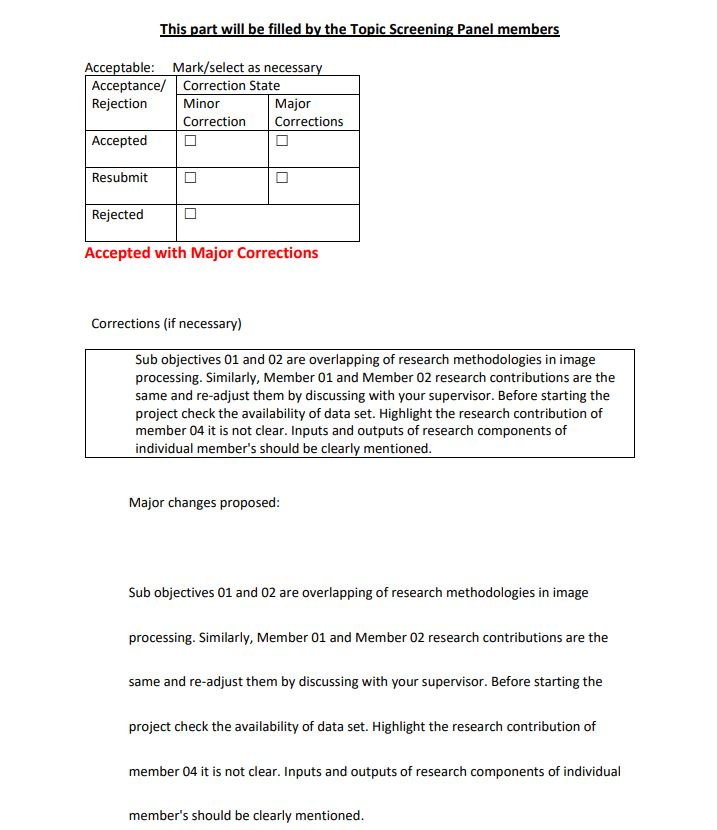 This part will be filled by the Topic Screening Panel members
Acceptable: Mark/select as necessary
Acceptance/ Correction State
Rejection Minor Major
Correction Corrections
Accepted ☐ ☐
Resubmit ☐ ☐
Rejected ☐
Accepted with Major Corrections
Corrections (if necessary)
Sub objectives 01 and 02 are overlapping of research methodologies in image
processing. Similarly, Member 01 and Member 02 research contributions are the
same and re-adjust them by discussing with your supervisor. Before starting the
project check the availability of data set. Highlight the research contribution of
member 04 it is not clear. Inputs and outputs of research components of
individual member's should be clearly mentioned.
Major changes proposed:
Sub objectives 01 and 02 are overlapping of research methodologies in image
processing. Similarly, Member 01 and Member 02 research contributions are the
same and re-adjust them by discussing with your supervisor. Before starting the
project check the availability of data set. Highlight the research contribution of
member 04 it is not clear. Inputs and outputs of research components of individual
member's should be clearly mentioned.